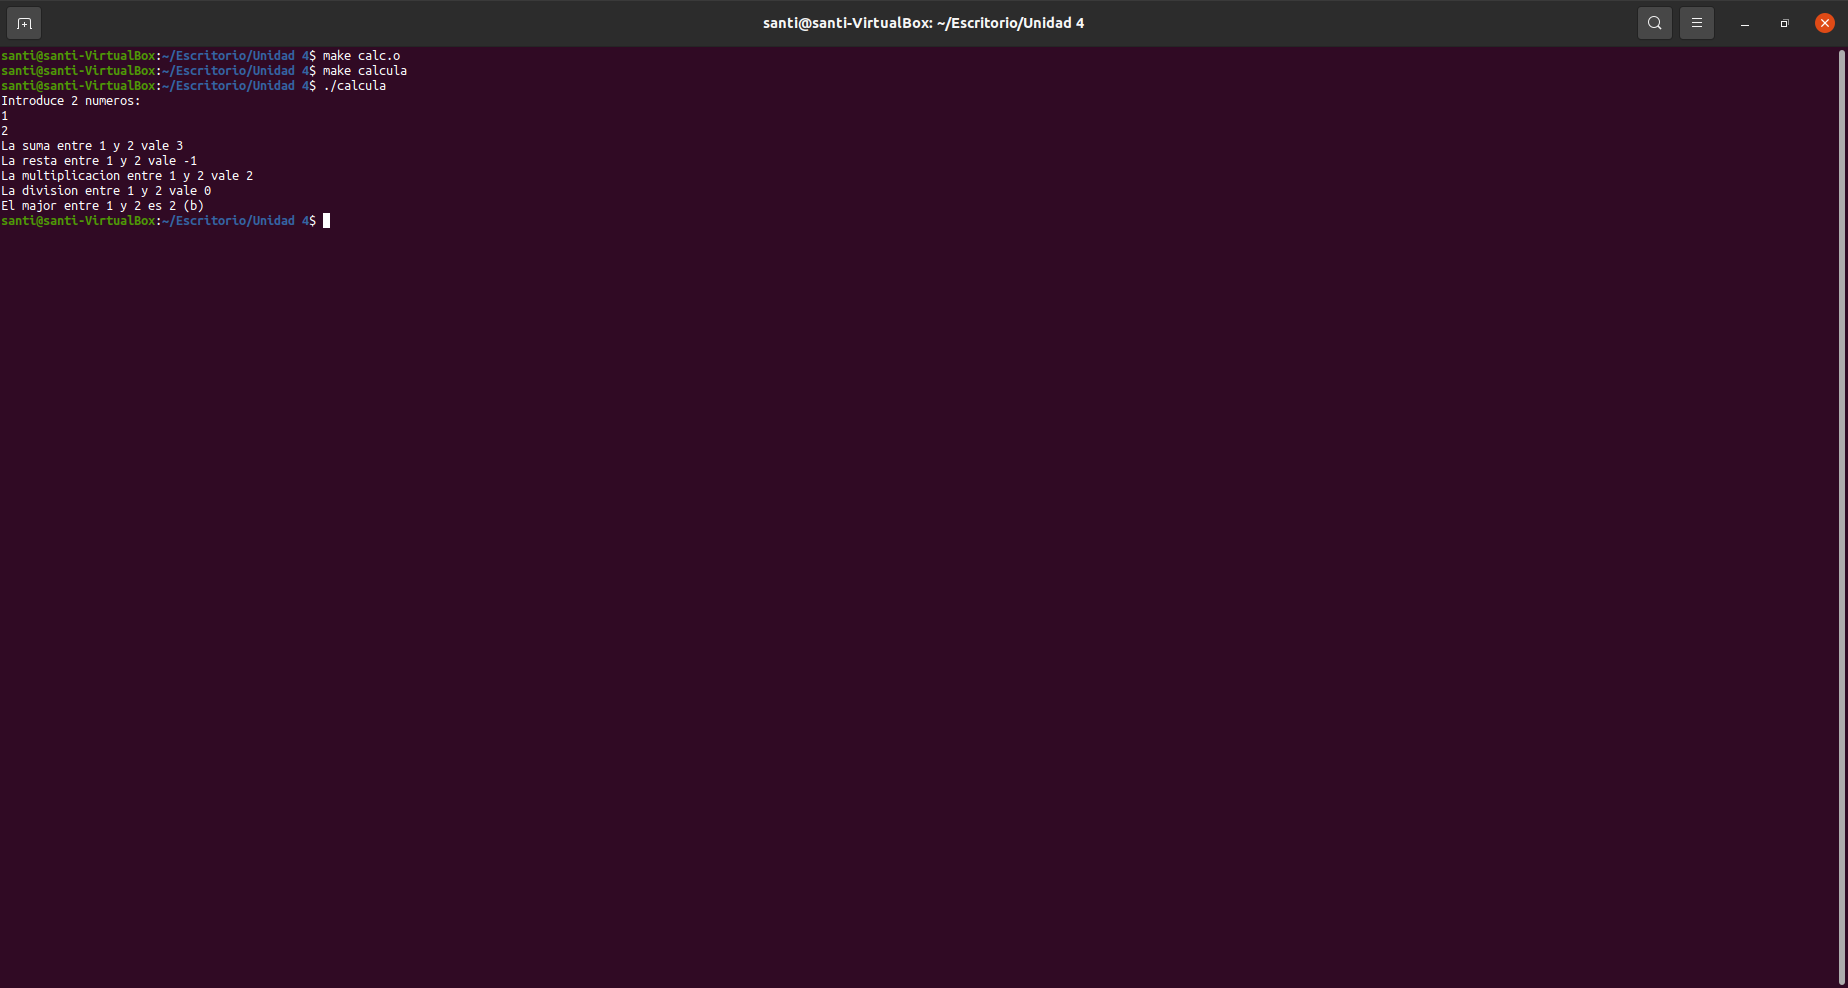 santi@santi-VirtualBox: ~/Escritorio/Unidad 4
santi@santi-VirtualBox:~/Escritorio/Unidad 4$ make calc.o
santi@santi-VirtualBox:~/Escritorio/Unidad 4$ make calcula
santi@santi-VirtualBox:~/Escritorio/Unidad 4$ ./calcula
Introduce 2 numeros:
1
2
La suma entre 1 y 2 vale 3
La resta entre 1 y 2 vale -1
La multiplicacion entre 1 y 2 vale 2
La division entre 1 y 2 vale 0
El major entre 1 y 2 es 2 (b)
santi@santi-VirtualBox:~/Escritorio/Unidad 4$